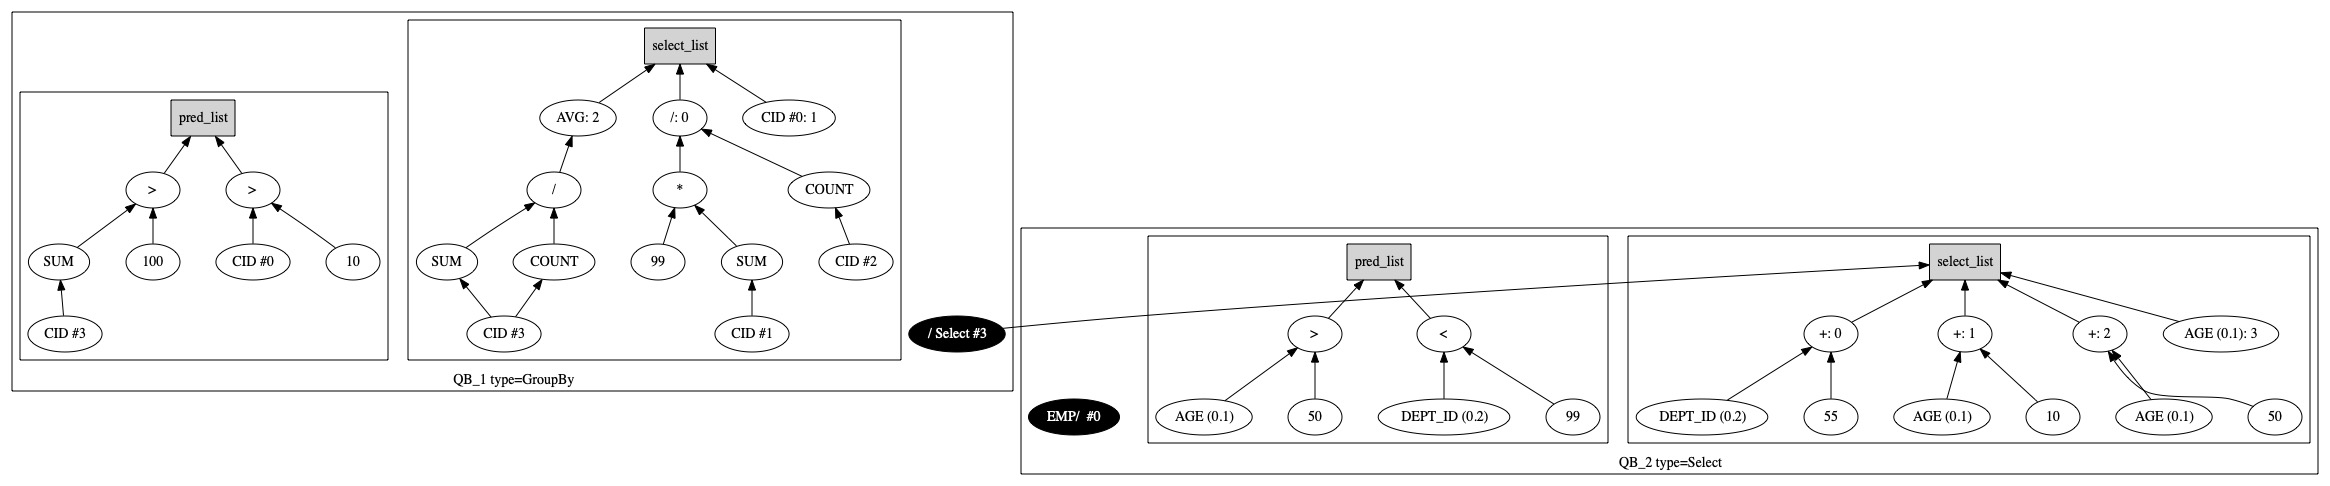 select_list
pred_list
AVG: 2
/: 0
CID #0: 1
>
>
/
*
COUNT
SUM
100
CID #0
10
SUM
COUNT
99
SUM
CID #2
CID #3
CID #3
CID #1
/ Select #3
QB_1 type=GroupBy
pred_list
select_list
>
<
+: 0
+: 1
+: 2
AGE (0.1): 3
EMP/ #0
AGE (0.1)
50
DEPT_ID (0.2)
99
DEPT_ID (0.2)
55
AGE (0.1)
10
AGE (0.1)
50
QB_2 type=Select